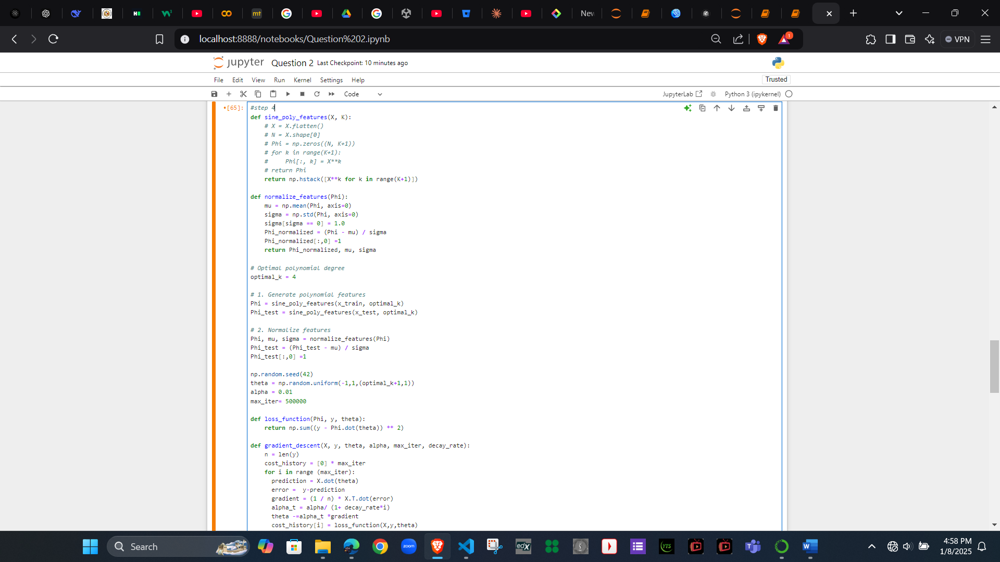 New
localhost:8888/notebooks/Question%202.ipynb
1
VPN
jupyter Question 2 Last Checkpoint: 10 minutes ago
File Edit View Run Kernel Settings Help
Trusted
Code
JupyterLab
Python 3 (ipykernel)
•[65]:
#step 4
def sine_poly_features(X, K):
    # X = X.flatten()
    # N = X.shape[0]
    # Phi = np.zeros((N, K+1))
    # for k in range(K+1):
    #     Phi[:, k] = X**k
    # return Phi
    return np.hstack([X**k for k in range(K+1)])
def normalize_features(Phi):
    mu = np.mean(Phi, axis=0)
    sigma = np.std(Phi, axis=0)
    sigma[sigma == 0] = 1.0
    Phi_normalized = (Phi - mu) / sigma
    Phi_normalized[:,0] =1
    return Phi_normalized, mu, sigma
# Optimal polynomial degree
optimal_k = 4
# 1. Generate polynomial features
Phi = sine_poly_features(x_train, optimal_k)
Phi_test = sine_poly_features(x_test, optimal_k)
# 2. Normalize features
Phi, mu, sigma = normalize_features(Phi)
Phi_test = (Phi_test - mu) / sigma
Phi_test[:,0] =1
np.random.seed(42)
theta = np.random.uniform(-1,1,(optimal_k+1,1))
alpha = 0.01
max_iter= 500000
def loss_function(Phi, y, theta):
    return np.sum((y - Phi.dot(theta)) ** 2)
def gradient_descent(X, y, theta, alpha, max_iter, decay_rate):
    n = len(y)
    cost_history = [0] * max_iter
    for i in range (max_iter):
      prediction = X.dot(theta)
      error =  y-prediction
      gradient = (1 / n) * X.T.dot(error)
      alpha_t = alpha/ (1+ decay_rate*i)
      theta -=alpha_t *gradient
      cost_history[i] = loss_function(X,y,theta)
Search
zoom
edX
YTS
4:58 PM
1/8/2025